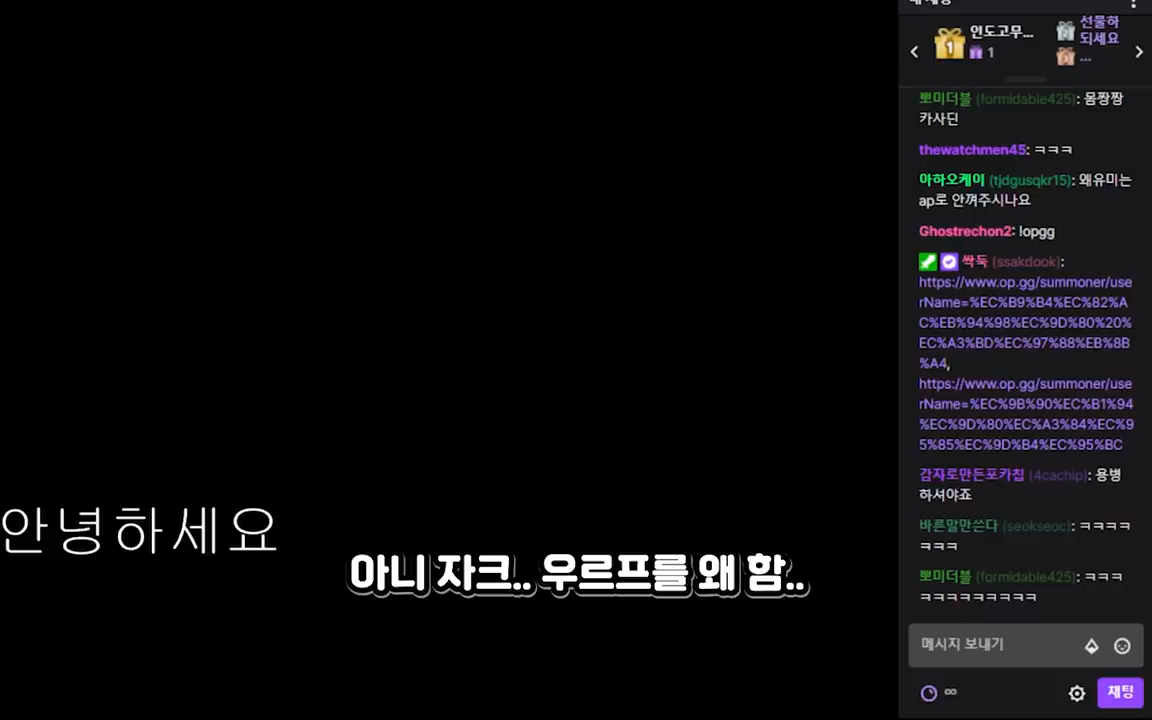 인도고무...
1
1
선물하
되세요
...
뽀미더블 (formidable425): 몸짱짱
카사딘
thewatchmen45: ㅋㅋㅋ
아하오케이 (tjdgusqkr15): 왜유미는
ap로 안껴주시나요
Ghostrechon2: lopgg
싹둑 (ssakdook):
https://www.op.gg/summoner/use
rName=%EC%B9%B4%EC%82%A
C%EB%94%98%EC%9D%80%20%
EC%A3%BD%EC%97%88%EB%8B
%A4,
https://www.op.gg/summoner/use
rName=%EC%9B%90%EC%B1%94
%EC%9D%80%EC%A3%84%EC%9
5%85%EC%9D%B4%EC%95%BC
감자로만든포카칩 (4cachip): 용병
하셔야죠
바른말만쓴다 (seokseoc): ㅋㅋㅋㅋ
ㅋㅋㅋ
뽀미더블 (formidable425): ㅋㅋㅋ
ㅋㅋㅋㅋㅋㅋㅋㅋㅋ
안녕하세요
아니 자크.. 우르프를 왜 함..
메시지 보내기
채팅